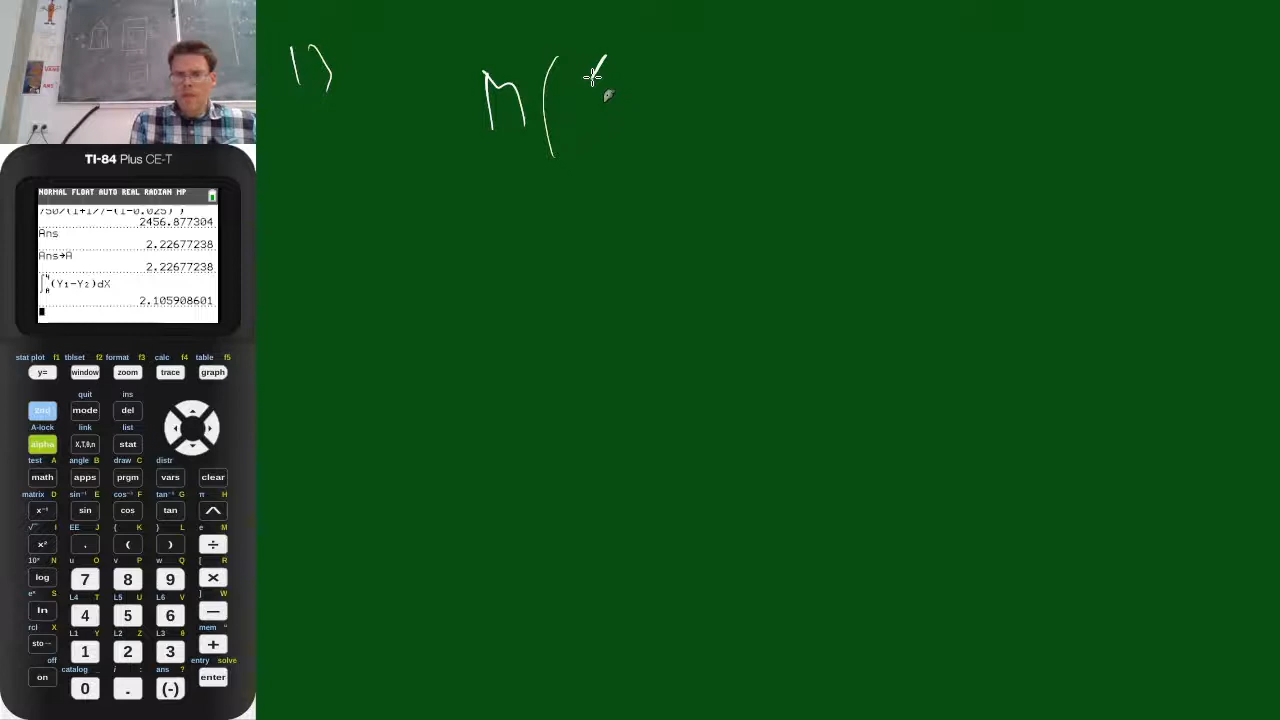 17
M (
TI-84 Plus CE-T
NORMAL FLOAT AUTO REAL RADIAN MP
2456.877304
Ans
2.22677238
Ans→A
2.22677238
∫ᴬ⁴(Y₁-Y₂)dX
2.105908601
stat plot f1 tblset f2 format f3 calc f4 table f5
y= window zoom trace graph
quit ins
2nd mode del
A-lock link list
alpha X,T,θ,n stat
test A angle B draw C distr
math apps prgm vars clear
matrix D sin⁻¹ E cos⁻¹ F tan⁻¹ G π H
x⁻¹ sin cos tan ^
√‾ I EE J { K } L e M
x² , ( ) ÷
10ˣ N u O v P w Q [ R
log 7 8 9 ×
eˣ S L4 T L5 U L6 V ] W
ln 4 5 6 —
rcl X L1 Y L2 Z L3 θ mem "
sto→ 1 2 3 +
off catalog _ i : ans ? entry solve
on 0 . (-) enter